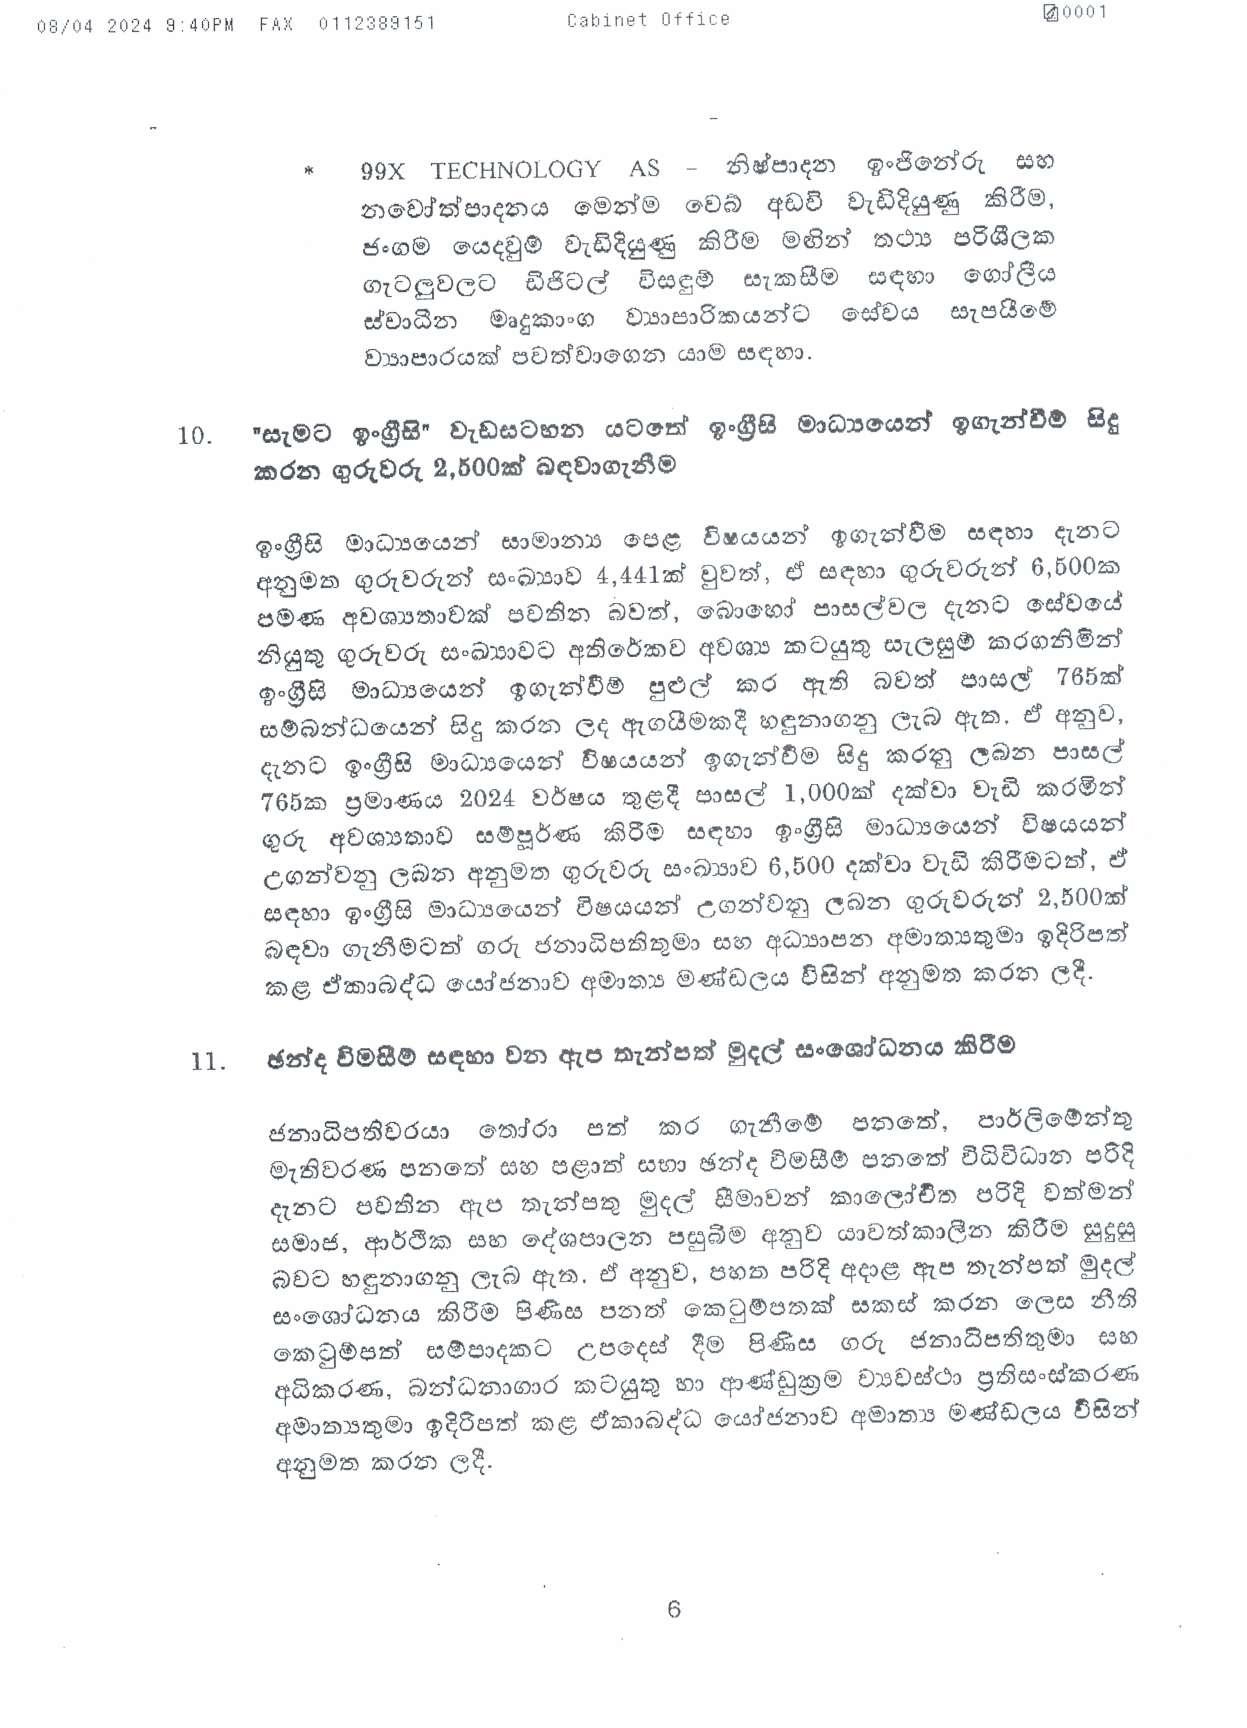 08/04 2024 9:40PM FAX 0112389151 Cabinet Office 0001
* 99X TECHNOLOGY AS - නිෂ්පාදන ඉංජිනේරු සහ
නවෝත්පාදනය මෙන්ම වෙබ් අඩවි වැඩිදියුණු කිරීම,
ජංගම යෙදවුම් වැඩිදියුණු කිරීම මඟින් තථ්‍ය පරිශීලක
ගැටලුවලට ඩිජිටල් විසඳුම් සැකසීම සඳහා ගෝලීය
ස්වාධීන මෘදුකාංග ව්‍යාපාරිකයන්ට සේවය සැපයීමේ
ව්‍යාපාරයක් පවත්වාගෙන යාම සඳහා.
10. "සැමට ඉංග්‍රීසි" වැඩසටහන යටතේ ඉංග්‍රීසි මාධ්‍යයෙන් ඉගැන්වීම් සිදු
කරන ගුරුවරු 2,500ක් බඳවාගැනීම
ඉංග්‍රීසි මාධ්‍යයෙන් සාමාන්‍ය පෙළ විෂයයන් ඉගැන්වීම සඳහා දැනට
අනුමත ගුරුවරුන් සංඛ්‍යාව 4,441ක් වුවත්, ඒ සඳහා ගුරුවරුන් 6,500ක
පමණ අවශ්‍යතාවක් පවතින බවත්, බොහෝ පාසල්වල දැනට සේවයේ
නියුතු ගුරුවරු සංඛ්‍යාවට අතිරේකව අවශ්‍ය කටයුතු සැලසුම් කරගනිමින්
ඉංග්‍රීසි මාධ්‍යයෙන් ඉගැන්වීම් පුළුල් කර ඇති බවත් පාසල් 765ක්
සම්බන්ධයෙන් සිදු කරන ලද ඇගයීමකදී හඳුනාගනු ලැබ ඇත. ඒ අනුව,
දැනට ඉංග්‍රීසි මාධ්‍යයෙන් විෂයයන් ඉගැන්වීම සිදු කරනු ලබන පාසල්
765ක ප්‍රමාණය 2024 වර්ෂය තුළදී පාසල් 1,000ක් දක්වා වැඩි කරමින්
ගුරු අවශ්‍යතාව සම්පූර්ණ කිරීම සඳහා ඉංග්‍රීසි මාධ්‍යයෙන් විෂයයන්
උගන්වනු ලබන අනුමත ගුරුවරු සංඛ්‍යාව 6,500 දක්වා වැඩි කිරීමටත්, ඒ
සඳහා ඉංග්‍රීසි මාධ්‍යයෙන් විෂයයන් උගන්වනු ලබන ගුරුවරුන් 2,500ක්
බඳවා ගැනීමටත් ගරු ජනාධිපතිතුමා සහ අධ්‍යාපන අමාත්‍යතුමා ඉදිරිපත්
කළ ඒකාබද්ධ යෝජනාව අමාත්‍ය මණ්ඩලය විසින් අනුමත කරන ලදී.
11. ඡන්ද විමසීම් සඳහා වන ඇප තැන්පත් මුදල් සංශෝධනය කිරීම
ජනාධිපතිවරයා තෝරා පත් කර ගැනීමේ පනතේ, පාර්ලිමේන්තු
මැතිවරණ පනතේ සහ පළාත් සභා ඡන්ද විමසීම් පනතේ විධිවිධාන පරිදි
දැනට පවතින ඇප තැන්පතු මුදල් සීමාවන් කාලෝචිත පරිදි වත්මන්
සමාජ, ආර්ථික සහ දේශපාලන පසුබිම අනුව යාවත්කාලීන කිරීම සුදුසු
බවට හඳුනාගනු ලැබ ඇත. ඒ අනුව, පහත පරිදි අදාළ ඇප තැන්පත් මුදල්
සංශෝධනය කිරීම පිණිස පනත් කෙටුම්පතක් සකස් කරන ලෙස නීති
කෙටුම්පත් සම්පාදකට උපදෙස් දීම පිණිස ගරු ජනාධිපතිතුමා සහ
අධිකරණ, බන්ධනාගාර කටයුතු හා ආණ්ඩුක්‍රම ව්‍යවස්ථා ප්‍රතිසංස්කරණ
අමාත්‍යතුමා ඉදිරිපත් කළ ඒකාබද්ධ යෝජනාව අමාත්‍ය මණ්ඩලය විසින්
අනුමත කරන ලදී.
6